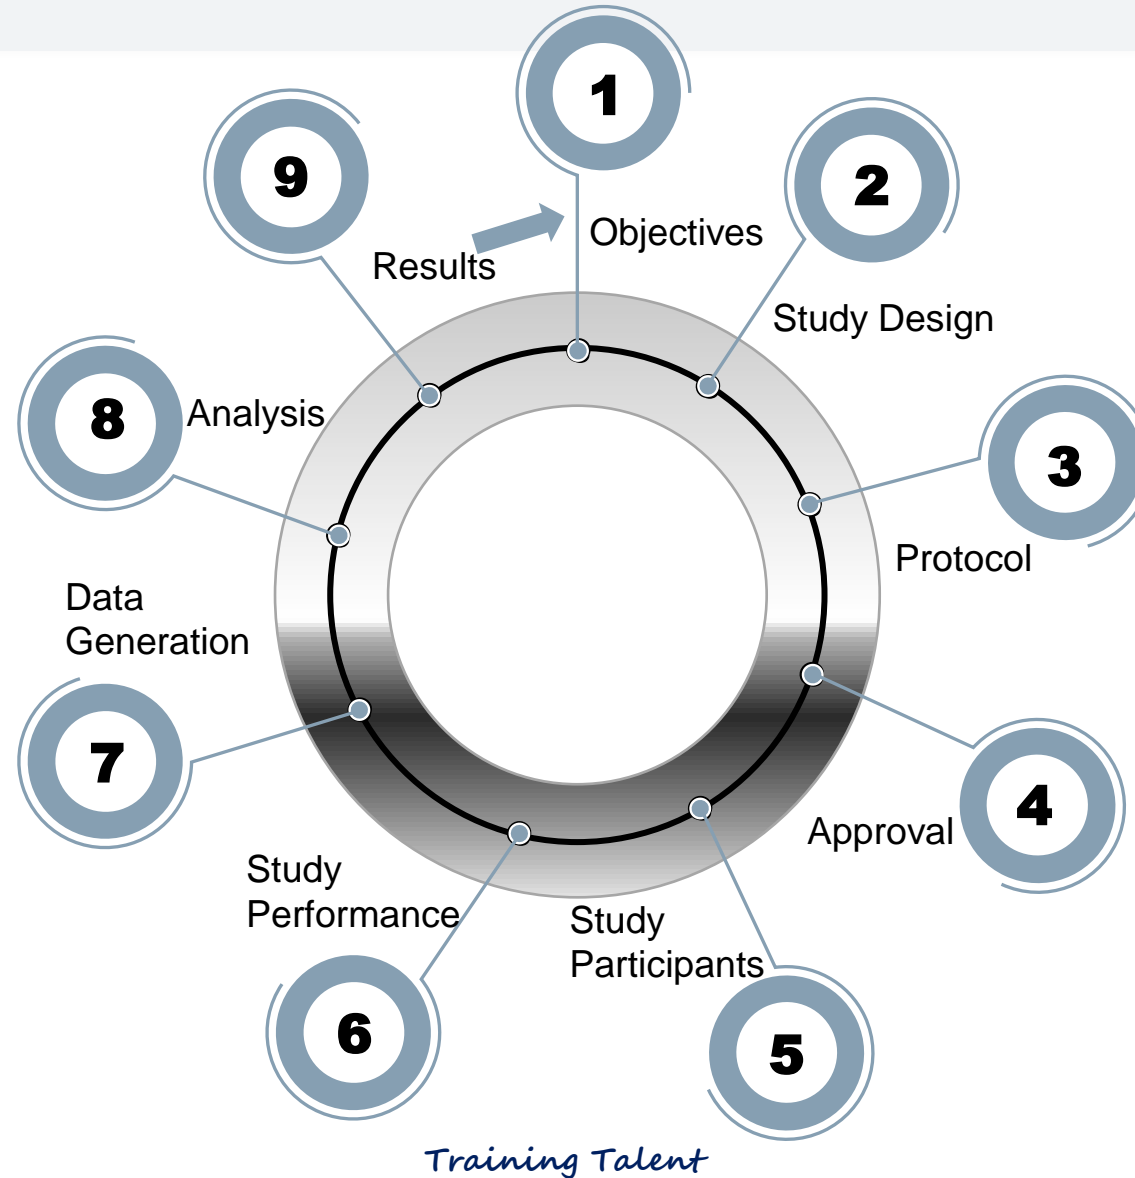 1
Objectives
2
Study Design
3
Protocol
4
Approval
5
Study
Participants
6
Study
Performance
7
Data
Generation
8
Analysis
9
Results
Training Talent